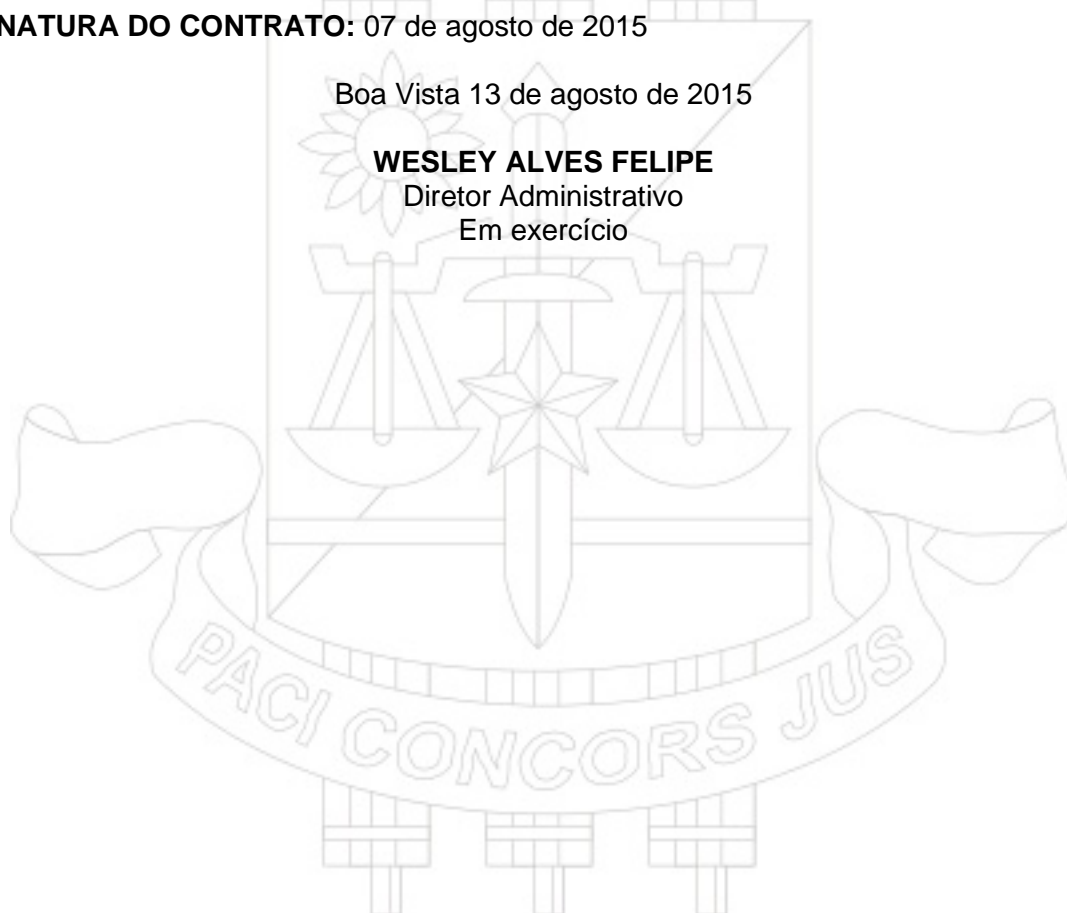 NATURA DO CONTRATO: 07 de agosto de 2015
Boa Vista 13 de agosto de 2015
WESLEY ALVES FELIPE
Diretor Administrativo
Em exercício
PACI CONCORS JUS